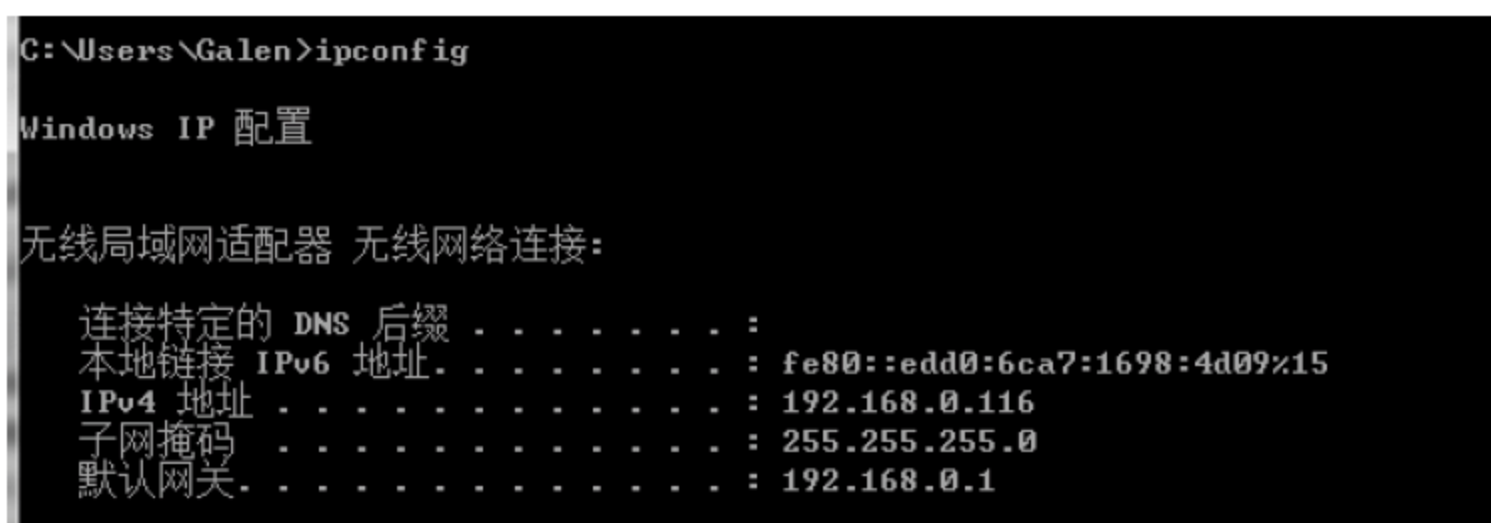 C:\Users\Galen>ipconfig
Windows IP 配置
无线局域网适配器 无线网络连接:
连接特定的 DNS 后缀 . . . . . . . :
本地链接 IPv6 地址. . . . . . . . : fe80::edd0:6ca7:1698:4d09%15
IPv4 地址 . . . . . . . . . . . . : 192.168.0.116
子网掩码  . . . . . . . . . . . . : 255.255.255.0
默认网关. . . . . . . . . . . . . : 192.168.0.1